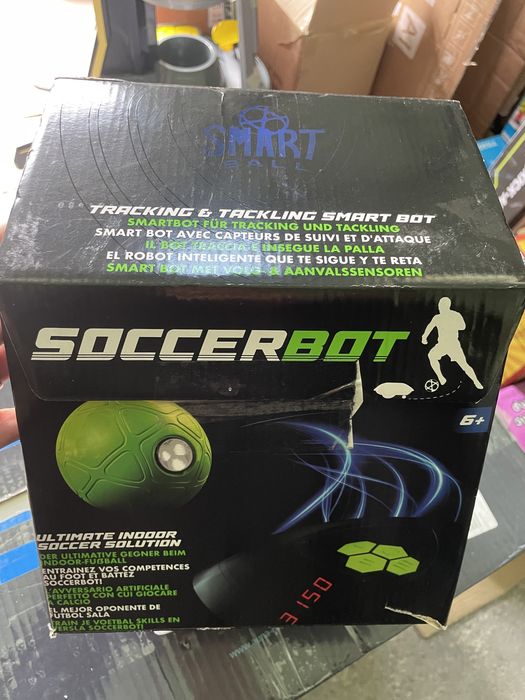 SMART
BALL
TRACKING & TACKLING SMART BOT
SMARTBOT FÜR TRACKING UND TACKLING
SMART BOT AVEC CAPTEURS DE SUIVI ET D'ATTAQUE
IL BOT TRACCIA E INSEGUE LA PALLA
EL ROBOT INTELIGENTE QUE TE SIGUE Y TE RETA
SMART BOT MET VOLG- & AANVALSSENSOREN
SOCCERBOT
6+
ULTIMATE INDOOR
SOCCER SOLUTION
DER ULTIMATIVE GEGNER BEIM
INDOOR-FUẞBALL
ENTRAINEZ VOS COMPETENCES
AU FOOT ET BATTEZ
SOCCERBOT!
L'AVVERSARIO ARTIFICIALE
PERFETTO CON CUI GIOCARE
A CALCIO
EL MEJOR OPONENTE DE
FUTBOL SALA
TRAIN JE VOETBAL SKILLS EN
VERSLA SOCCERBOT!
3 150